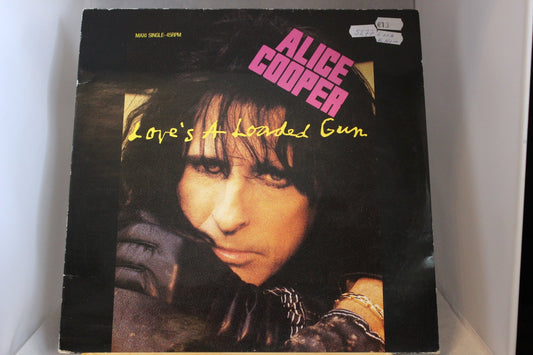 MAXI SINGLE-45RPM
ALICE
COOPER
Love's A Loaded Gun